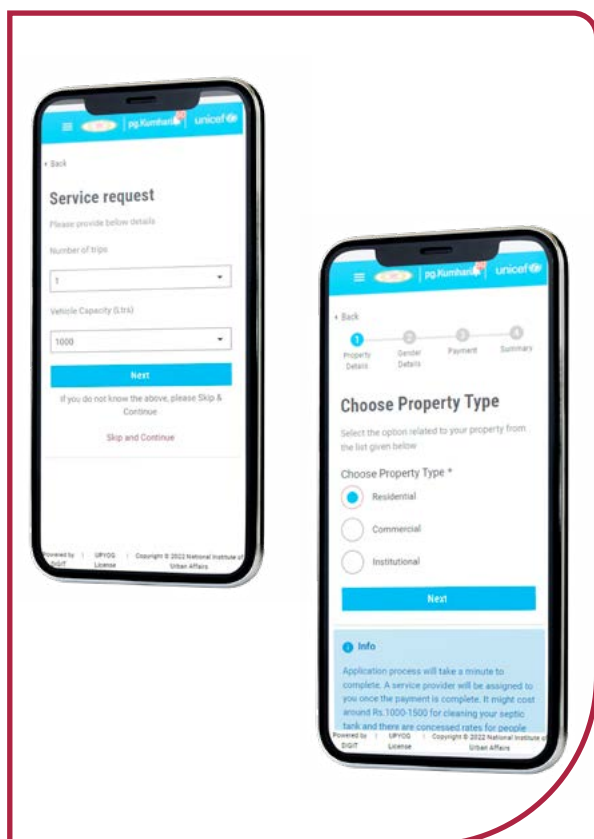 pg.Kumhari
unicef
Back
Service request
Please provide below details
Number of trips
1
Vehicle Capacity (Ltrs)
1000
Next
If you do not know the above, please Skip &
Continue
Skip and Continue
Powered by | UPYOG | Copyright © 2022 National Institute of
DIGIT License Urban Affairs
pg.Kumhari
unicef
Back
1 2 3 4
Property Gender Payment Summary
Details Details
Choose Property Type
Select the option related to your property from
the list given below
Choose Property Type *
Residential
Commercial
Institutional
Next
Info
Application process will take a minute to
complete. A service provider will be assigned to
you once the payment is complete. It might cost
around Rs.1000-1500 for cleaning your septic
tank and there are concessed rates for people
Powered by | UPYOG | Copyright © 2022 National Institute of
DIGIT License Urban Affairs